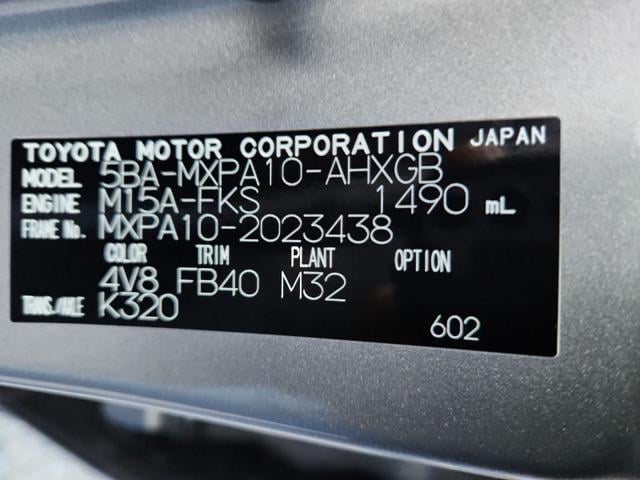 TOYOTA MOTOR CORPORATION JAPAN
MODEL 5BA-MXPA10-AHXGB
ENGINE M15A-FKS 1490 mL
FRAME No. MXPA10-2023438
COLOR TRIM PLANT OPTION
4V8 FB40 M32
TRANS./AXLE K320
602